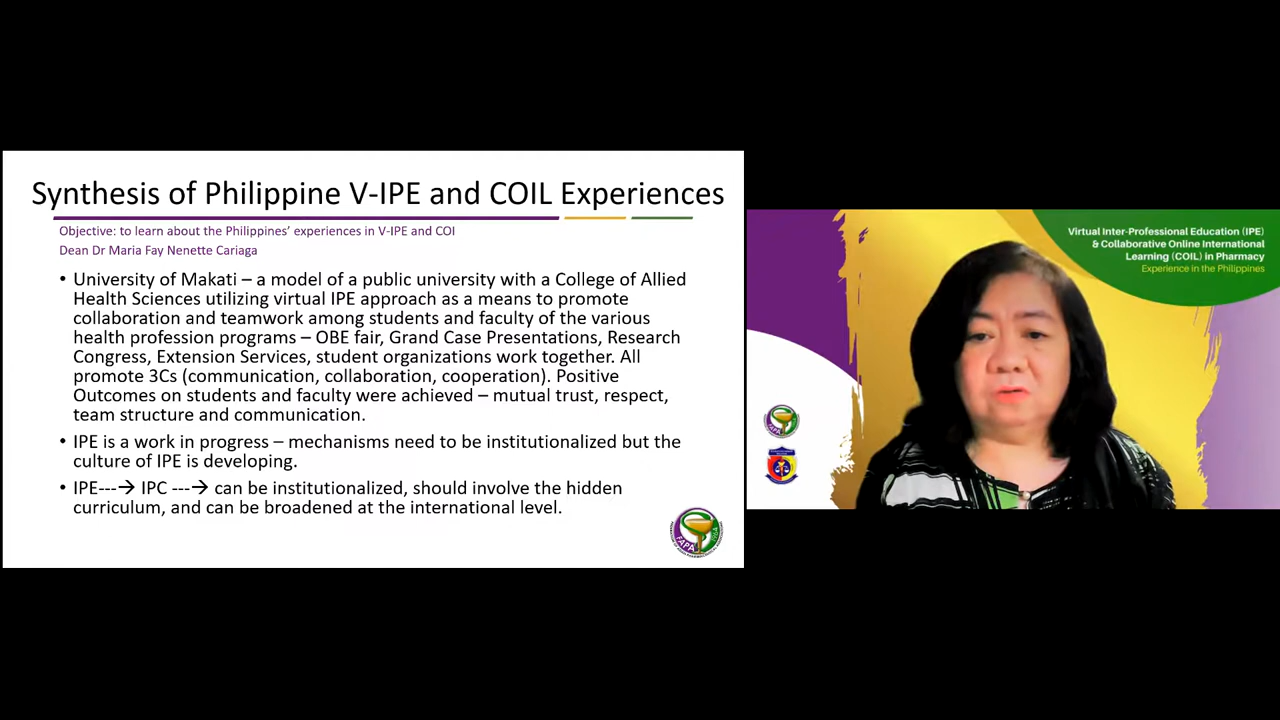 Synthesis of Philippine V-IPE and COIL Experiences
Objective: to learn about the Philippines’ experiences in V-IPE and COI
Dean Dr Maria Fay Nenette Cariaga
• University of Makati – a model of a public university with a College of Allied
Health Sciences utilizing virtual IPE approach as a means to promote
collaboration and teamwork among students and faculty of the various
health profession programs – OBE fair, Grand Case Presentations, Research
Congress, Extension Services, student organizations work together. All
promote 3Cs (communication, collaboration, cooperation). Positive
Outcomes on students and faculty were achieved – mutual trust, respect,
team structure and communication.
• IPE is a work in progress – mechanisms need to be institutionalized but the
culture of IPE is developing.
• IPE---→ IPC ---→ can be institutionalized, should involve the hidden
curriculum, and can be broadened at the international level.
FAPA
Virtual Inter-Professional Education (IPE)
& Collaborative Online International
Learning (COIL) in Pharmacy
Experience in the Philippines
FAPA